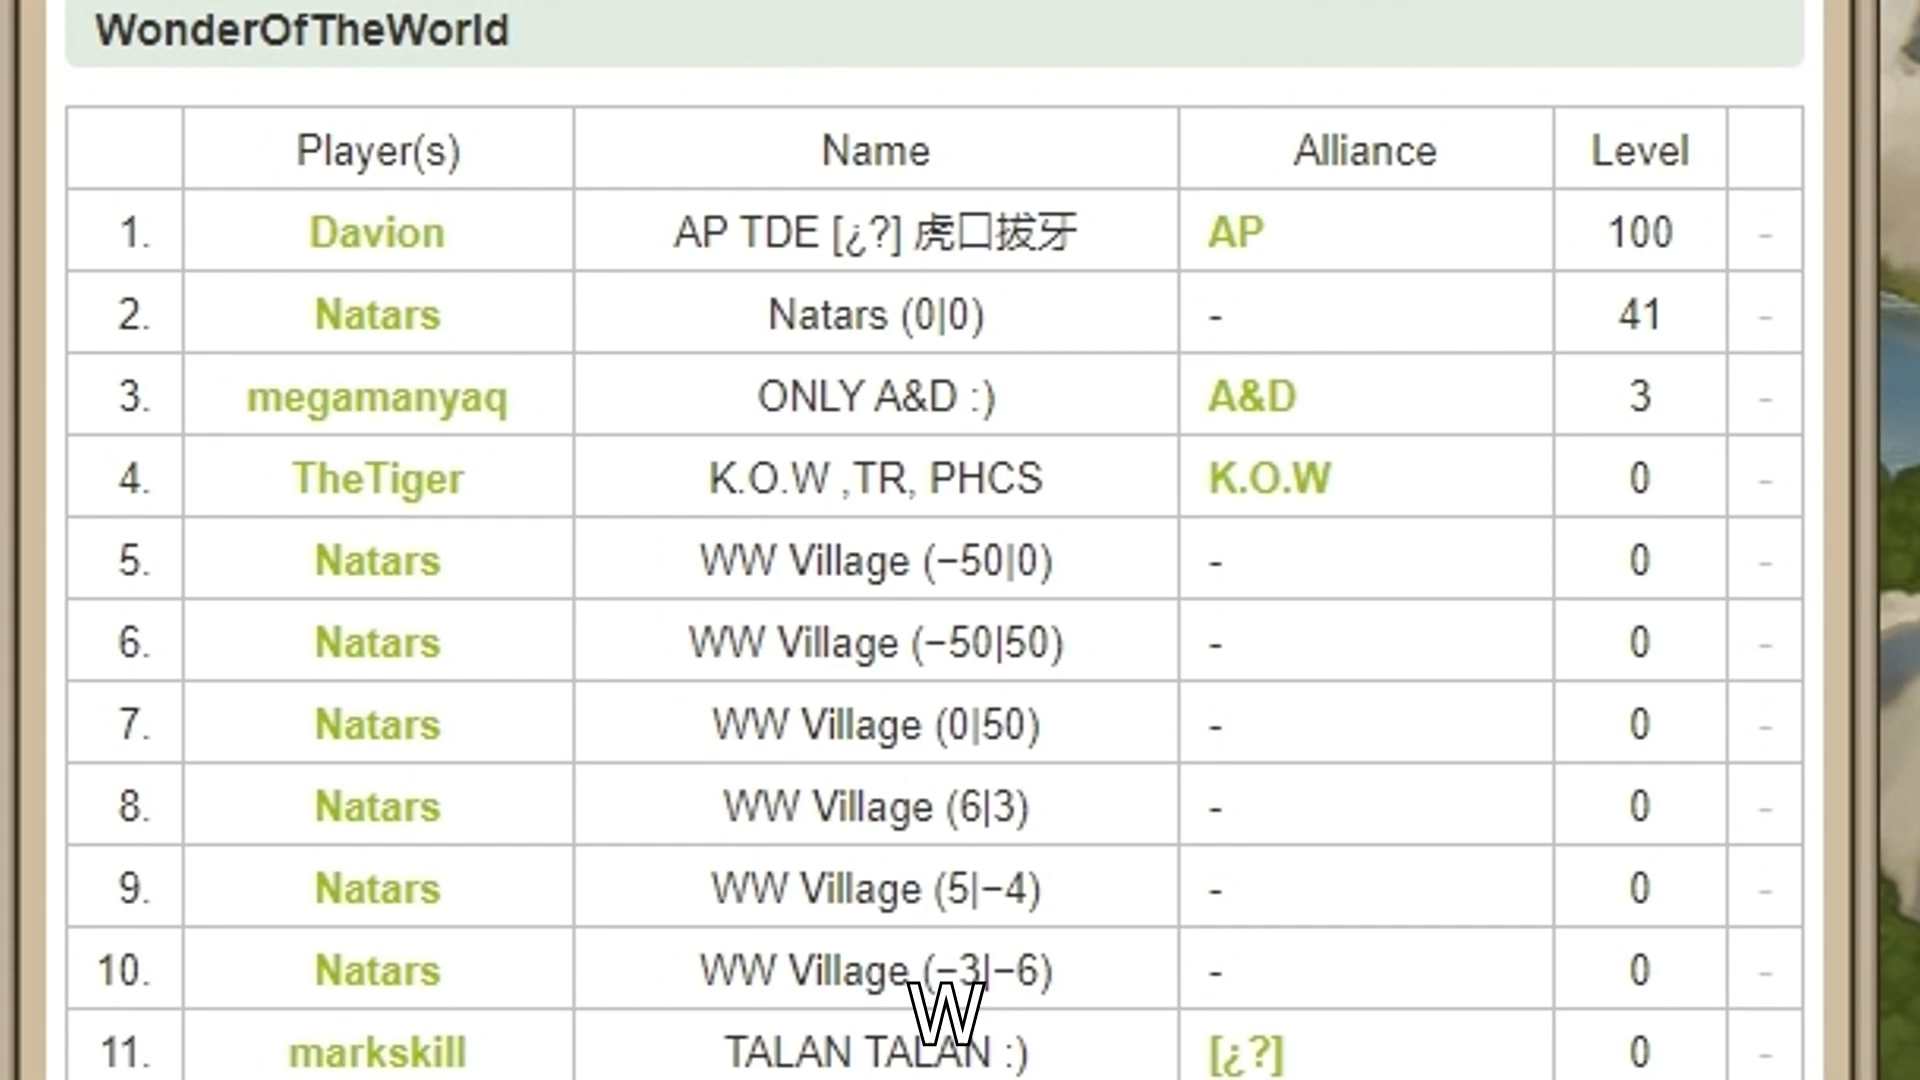 WonderOfTheWorld
Player(s) Name Alliance Level
1. Davion AP TDE [¿?] 虎口拔牙 AP 100 -
2. Natars Natars (0|0) - 41 -
3. megamanyaq ONLY A&D :) A&D 3 -
4. TheTiger K.O.W ,TR, PHCS K.O.W 0 -
5. Natars WW Village (−50|0) - 0 -
6. Natars WW Village (−50|50) - 0 -
7. Natars WW Village (0|50) - 0 -
8. Natars WW Village (6|3) - 0 -
9. Natars WW Village (5|−4) - 0 -
10. Natars WW Village (−3|−6) - 0 -
W
11. markskill TALAN TALAN :) [¿?] 0 -